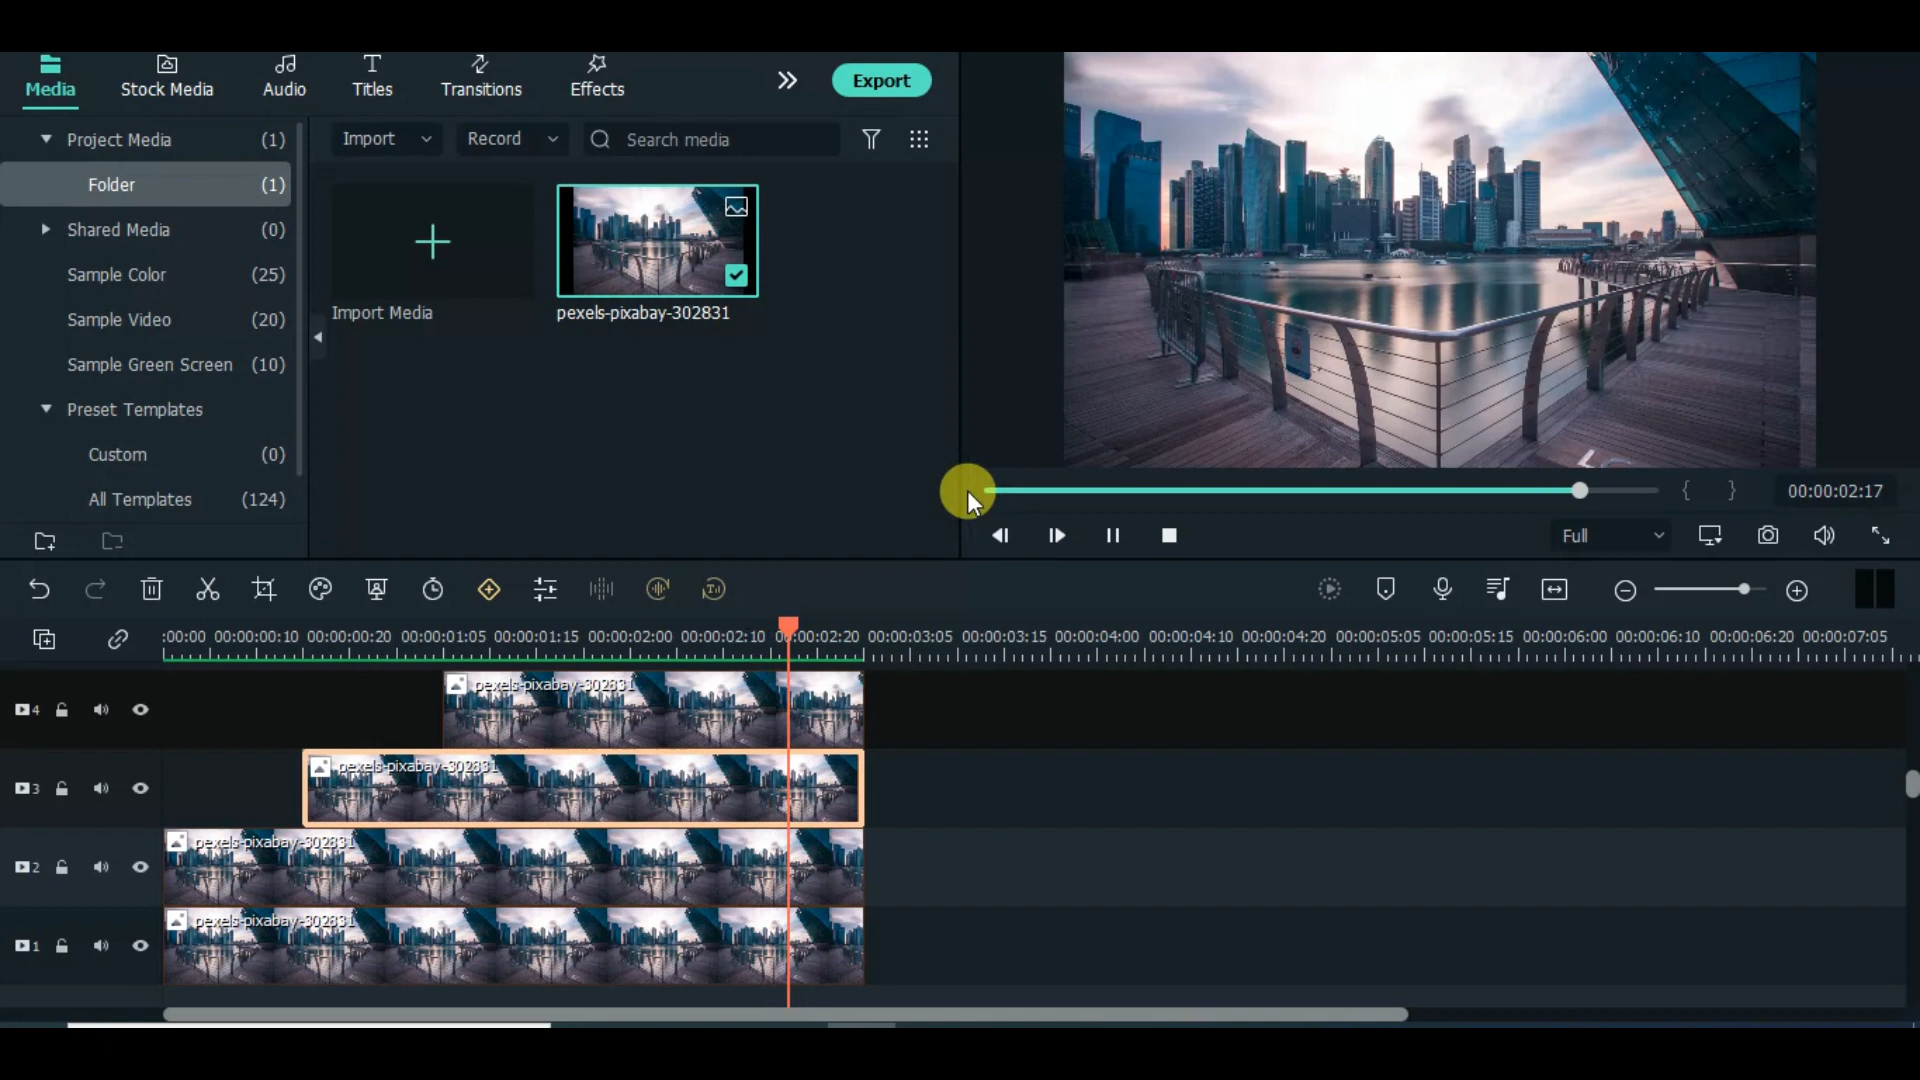 Media
Stock Media
Audio
Titles
Transitions
Effects
Export
Project Media (1)
Folder (1)
Shared Media (0)
Sample Color (25)
Sample Video (20)
Sample Green Screen (10)
Preset Templates
Custom (0)
All Templates (124)
Import
Record
Search media
Import Media
pexels-pixabay-302831
{ }
00:00:02:17
Full
:00:00 00:00:00:10 00:00:00:20 00:00:01:05 00:00:01:15 00:00:02:00 00:00:02:10 00:00:02:20 00:00:03:05 00:00:03:15 00:00:04:00 00:00:04:10 00:00:04:20 00:00:05:05 00:00:05:15 00:00:06:00 00:00:06:10 00:00:06:20 00:00:07:05
4
pexels-pixabay-302831
3
pexels-pixabay-302831
2
pexels-pixabay-302831
1
pexels-pixabay-302831